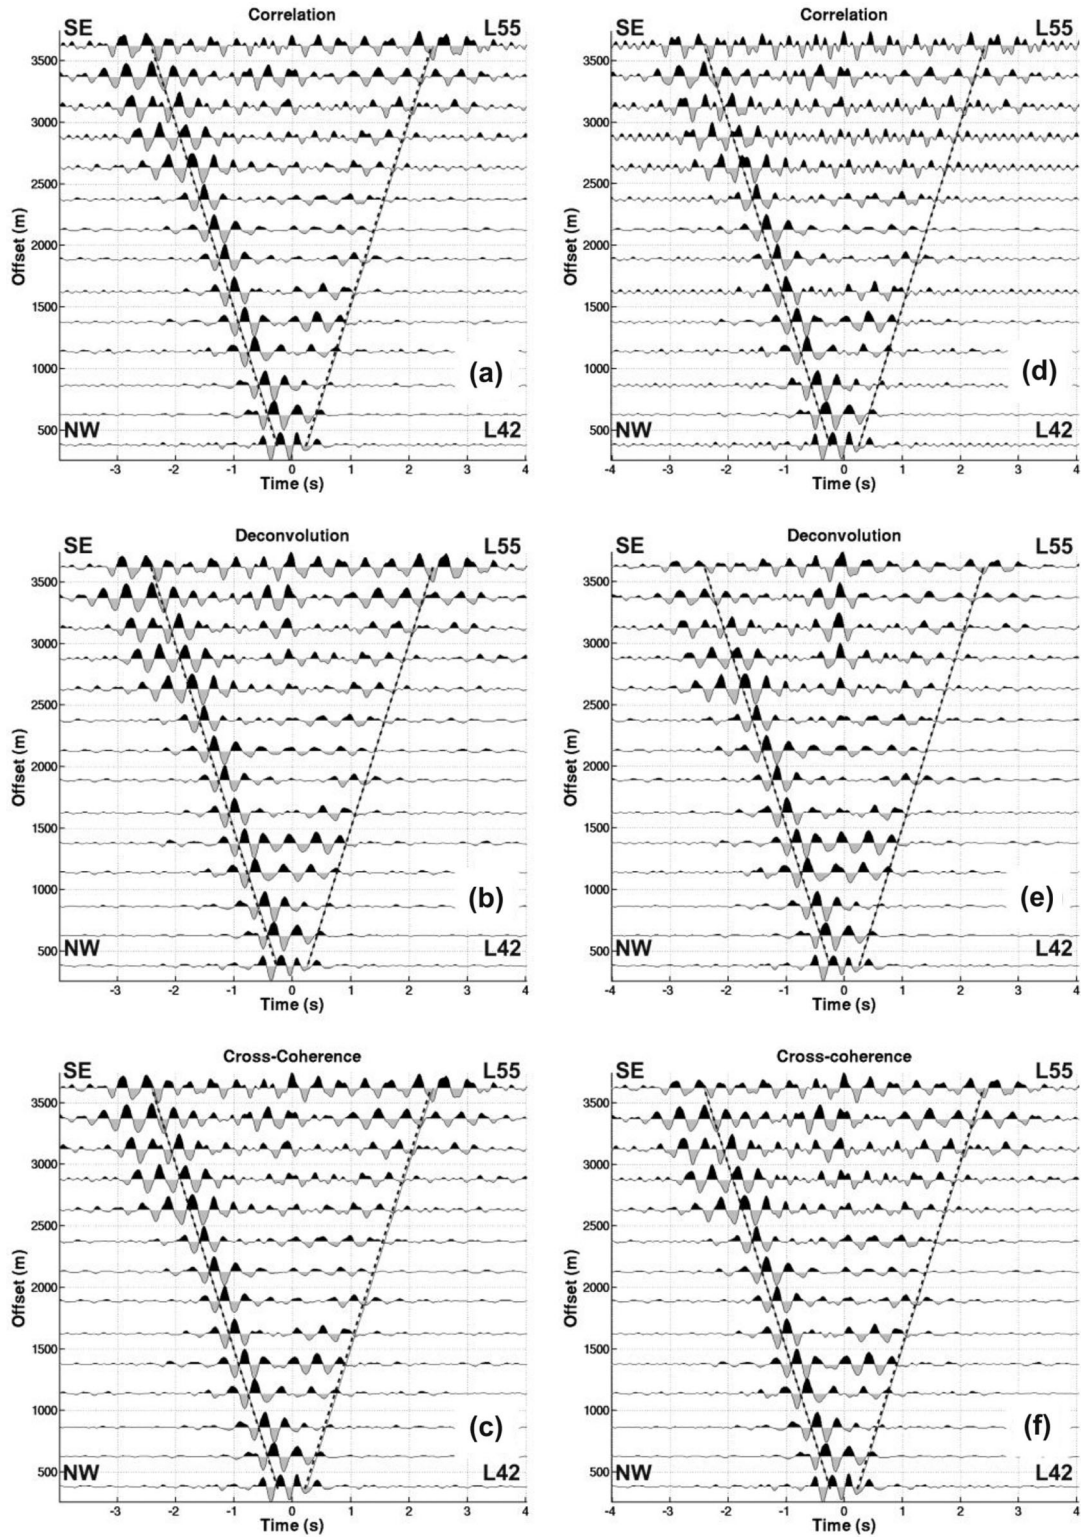 Correlation
SE L55
3500
3000
2500
2000
1500
1000
500
Offset (m)
(a)
NW L42
-3 -2 -1 0 1 2 3 4
Time (s)
Correlation
SE L55
3500
3000
2500
2000
1500
1000
500
Offset (m)
(d)
NW L42
-4 -3 -2 -1 0 1 2 3 4
Time (s)
Deconvolution
SE L55
3500
3000
2500
2000
1500
1000
500
Offset (m)
(b)
NW L42
-3 -2 -1 0 1 2 3 4
Time (s)
Deconvolution
SE L55
3500
3000
2500
2000
1500
1000
500
Offset (m)
(e)
NW L42
-4 -3 -2 -1 0 1 2 3 4
Time (s)
Cross-Coherence
SE L55
3500
3000
2500
2000
1500
1000
500
Offset (m)
(c)
NW L42
-3 -2 -1 0 1 2 3 4
Time (s)
Cross-coherence
SE L55
3500
3000
2500
2000
1500
1000
500
Offset (m)
(f)
NW L42
-4 -3 -2 -1 0 1 2 3 4
Time (s)